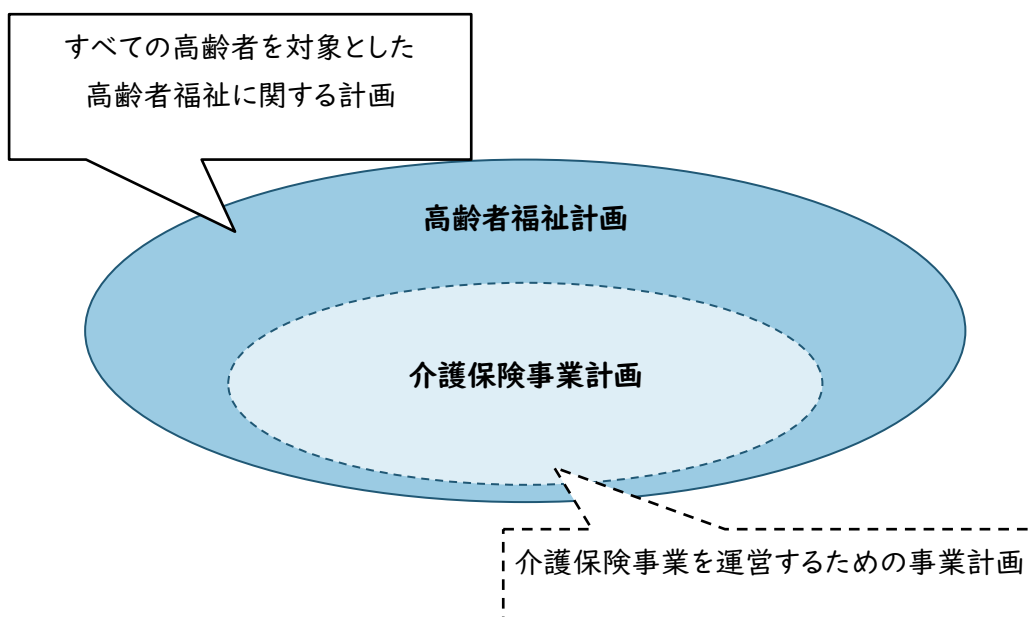 すべての高齢者を対象とした
高齢者福祉に関する計画
高齢者福祉計画
介護保険事業計画
介護保険事業を運営するための事業計画